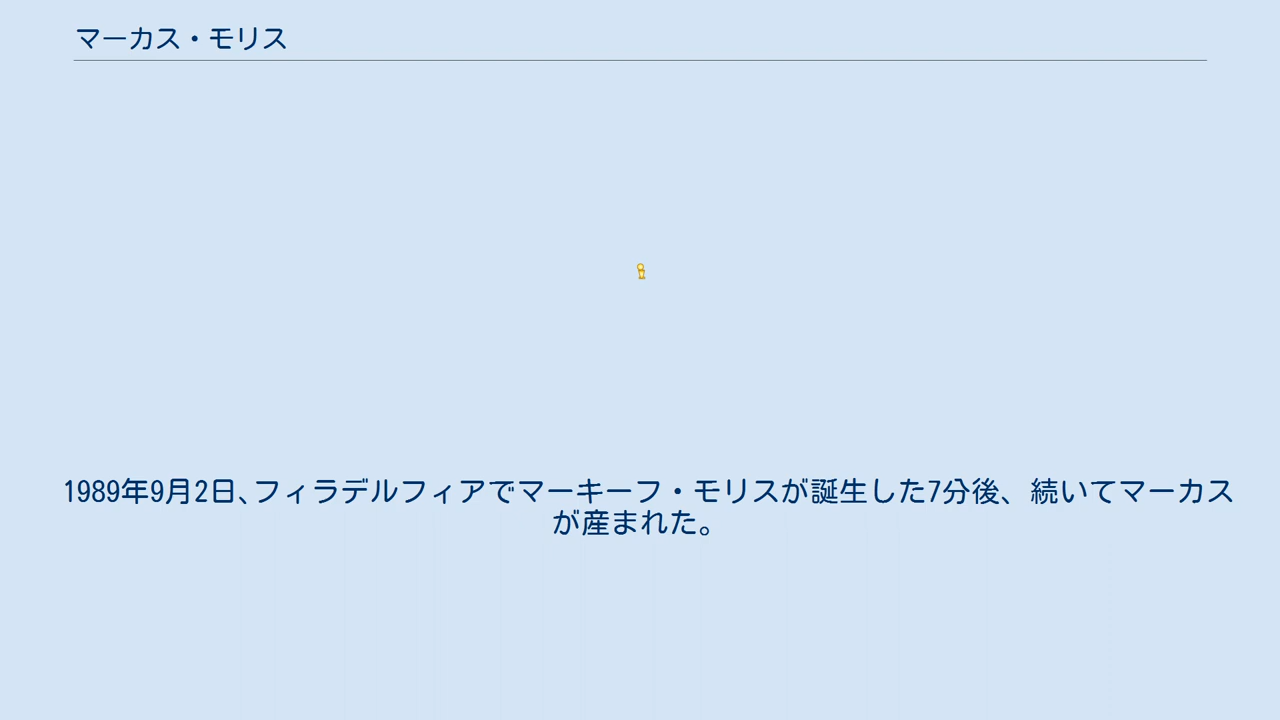 マーカス・モリス
1989年9月2日、フィラデルフィアでマーキーフ・モリスが誕生した7分後、続いてマーカス
が産まれた。